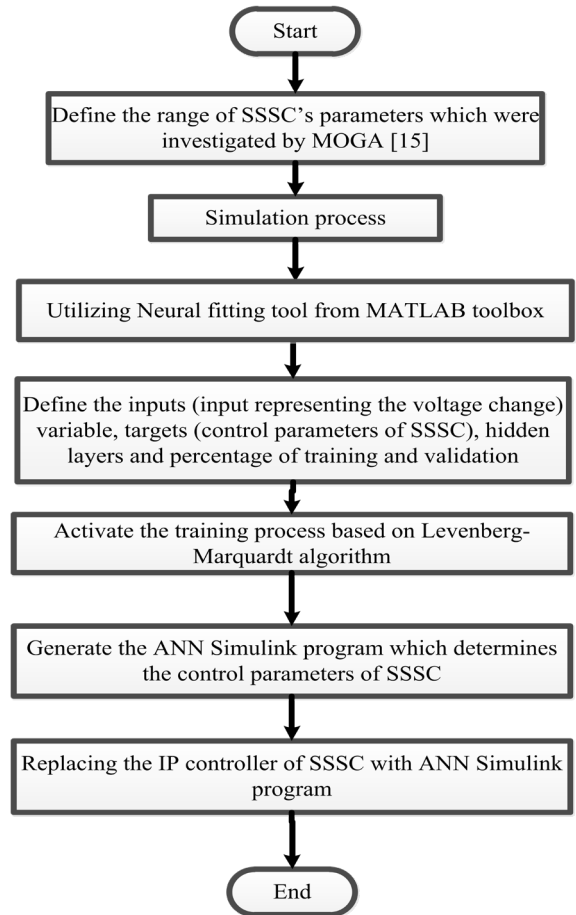 Start
Define the range of SSSC's parameters which were
investigated by MOGA [15]
Simulation process
Utilizing Neural fitting tool from MATLAB toolbox
Define the inputs (input representing the voltage change)
variable, targets (control parameters of SSSC), hidden
layers and percentage of training and validation
Activate the training process based on Levenberg-
Marquardt algorithm
Generate the ANN Simulink program which determines
the control parameters of SSSC
Replacing the IP controller of SSSC with ANN Simulink
program
End